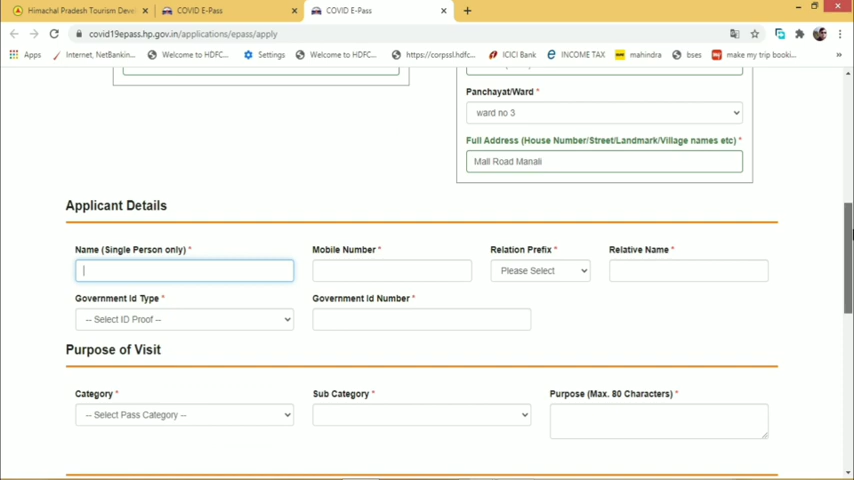 Himachal Pradesh Tourism Deve
COVID E-Pass
COVID E-Pass
covid19epass.hp.gov.in/applications/epass/apply
Apps
Internet, NetBankin...
Welcome to HDFC...
Settings
Welcome to HDFC...
https://corpssl.hdfc...
ICICI Bank
INCOME TAX
mahindra
bses
make my trip booki...
»
Panchayat/Ward *
ward no 3
Full Address (House Number/Street/Landmark/Village names etc) *
Mall Road Manali
Applicant Details
Name (Single Person only) * Mobile Number * Relation Prefix * Relative Name *
Please Select
Government Id Type * Government Id Number *
-- Select ID Proof --
Purpose of Visit
Category * Sub Category * Purpose (Max. 80 Characters) *
-- Select Pass Category --